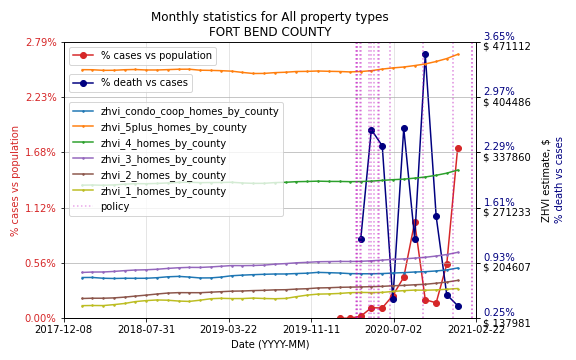 Monthly statistics for All property types
FORT BEND COUNTY
2.79%
2.23%
1.68%
1.12%
0.56%
0.00%
% cases vs population
% cases vs population
% death vs cases
zhvi_condo_coop_homes_by_county
zhvi_5plus_homes_by_county
zhvi_4_homes_by_county
zhvi_3_homes_by_county
zhvi_2_homes_by_county
zhvi_1_homes_by_county
policy
3.65%
$ 471112
2.97%
$ 404486
2.29%
$ 337860
1.61%
$ 271233
0.93%
$ 204607
0.25%
$ 137981
ZHVI estimate, $
% death vs cases
2017-12-08
2018-07-31
2019-03-22
2019-11-11
2020-07-02
2021-02-22
Date (YYYY-MM)